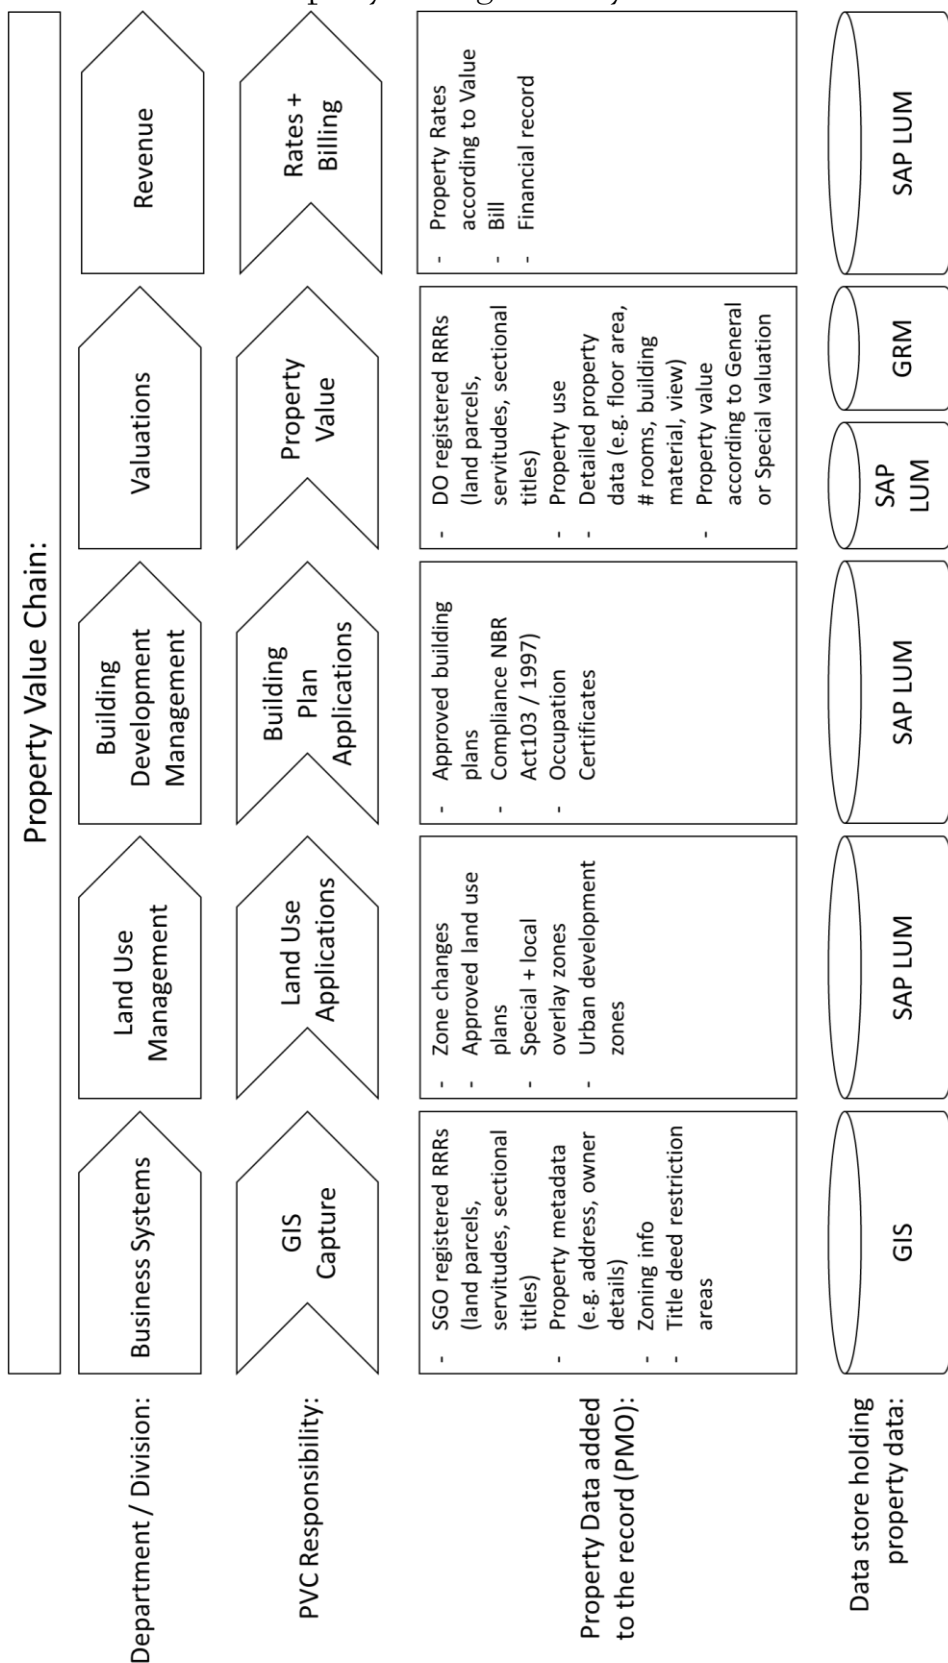 Property Value Chain:
Department / Division:
Business Systems
Land Use
Management
Building
Development
Management
Valuations
Revenue
PVC Responsibility:
GIS
Capture
Land Use
Applications
Building
Plan
Applications
Property
Value
Rates +
Billing
Property Data added
to the record (PMO):
- SGO registered RRRs
(land parcels,
servitudes, sectional
titles)
- Property metadata
(e.g. address, owner
details)
- Zoning info
- Title deed restriction
areas
- Zone changes
- Approved land use
plans
- Special + local
overlay zones
- Urban development
zones
- Approved building
plans
- Compliance NBR
Act103 / 1997)
- Occupation
Certificates
- DO registered RRRs
(land parcels,
servitudes, sectional
titles)
- Property use
- Detailed property
data (e.g. floor area,
# rooms, building
material, view)
- Property value
according to General
or Special valuation
- Property Rates
according to Value
- Bill
- Financial record
Data store holding
property data:
GIS
SAP LUM
SAP LUM
SAP
LUM
GRM
SAP LUM